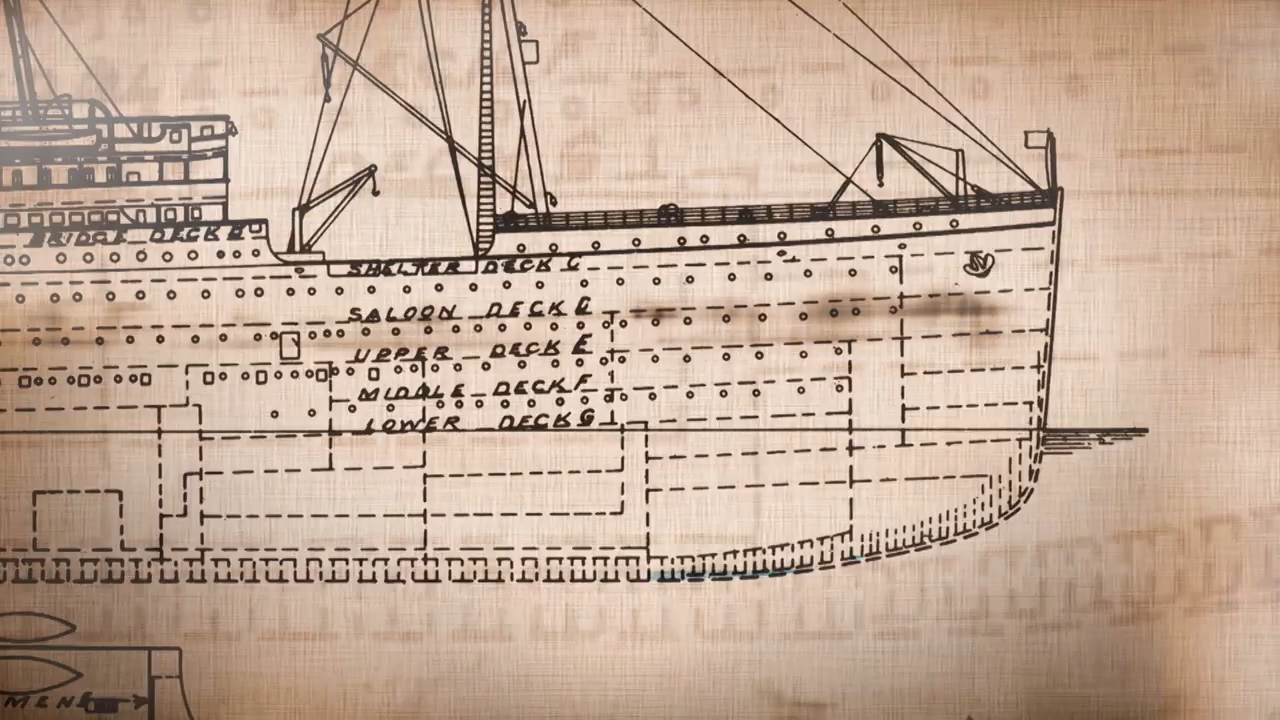 BRIDGE DECK B
SHELTER DECK C
SALOON DECK
UPPER DECK E
MIDDLE DECK F
LOWER DECK G